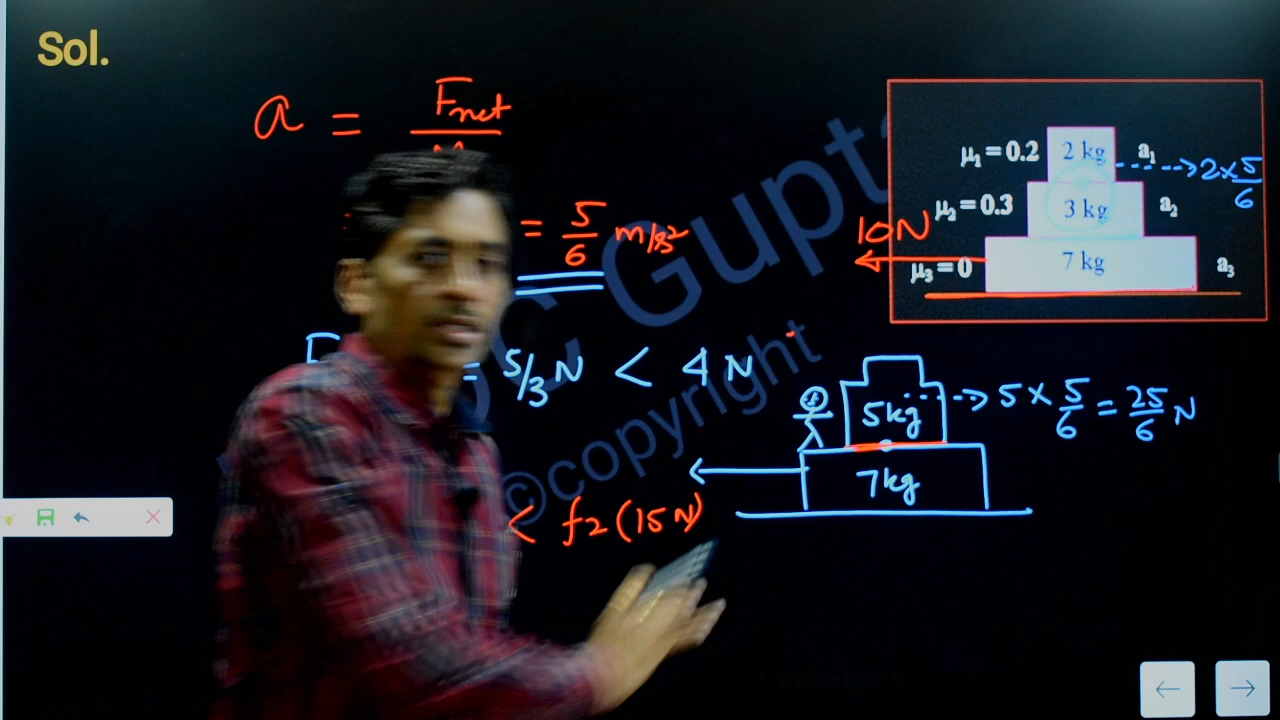 Sol.
a = Fnet
= 5/6 m/s²
F = 5/3 N < 4 N
< f2 (15 N)
μ₁ = 0.2 2 kg a₁ 2 × 5/6
μ₂ = 0.3 3 kg a₂
10N
μ₃ = 0 7 kg a₃
5kg 5 × 5/6 = 25/6 N
7kg
C Gupta
©copyright